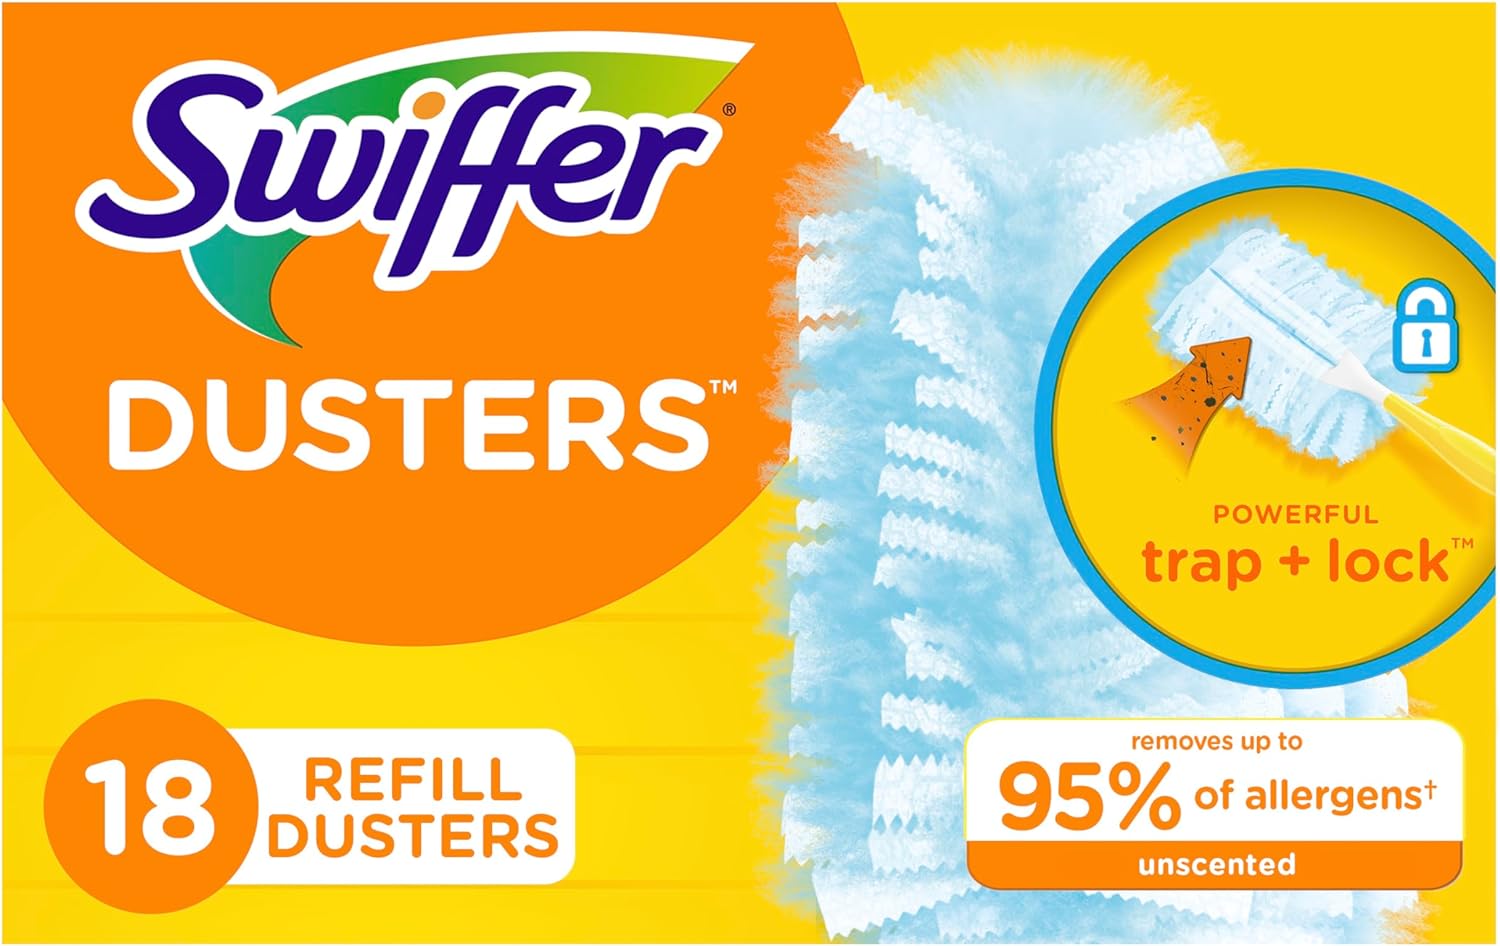 Swiffer®
DUSTERS™
18
REFILL
DUSTERS
POWERFUL
trap + lock™
removes up to
95% of allergens†
unscented